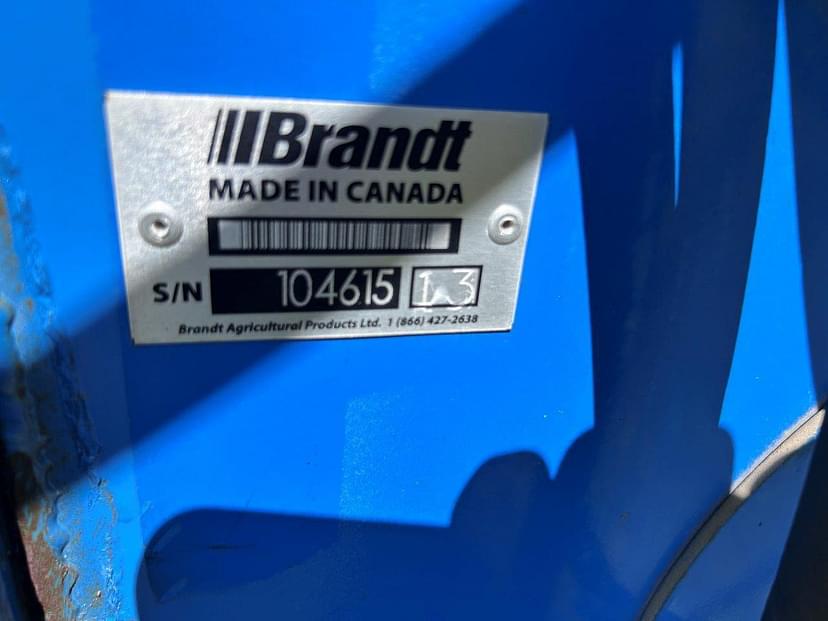 Brandt
MADE IN CANADA
S/N 104615 13
Brandt Agricultural Products Ltd. 1 (866) 427-2638